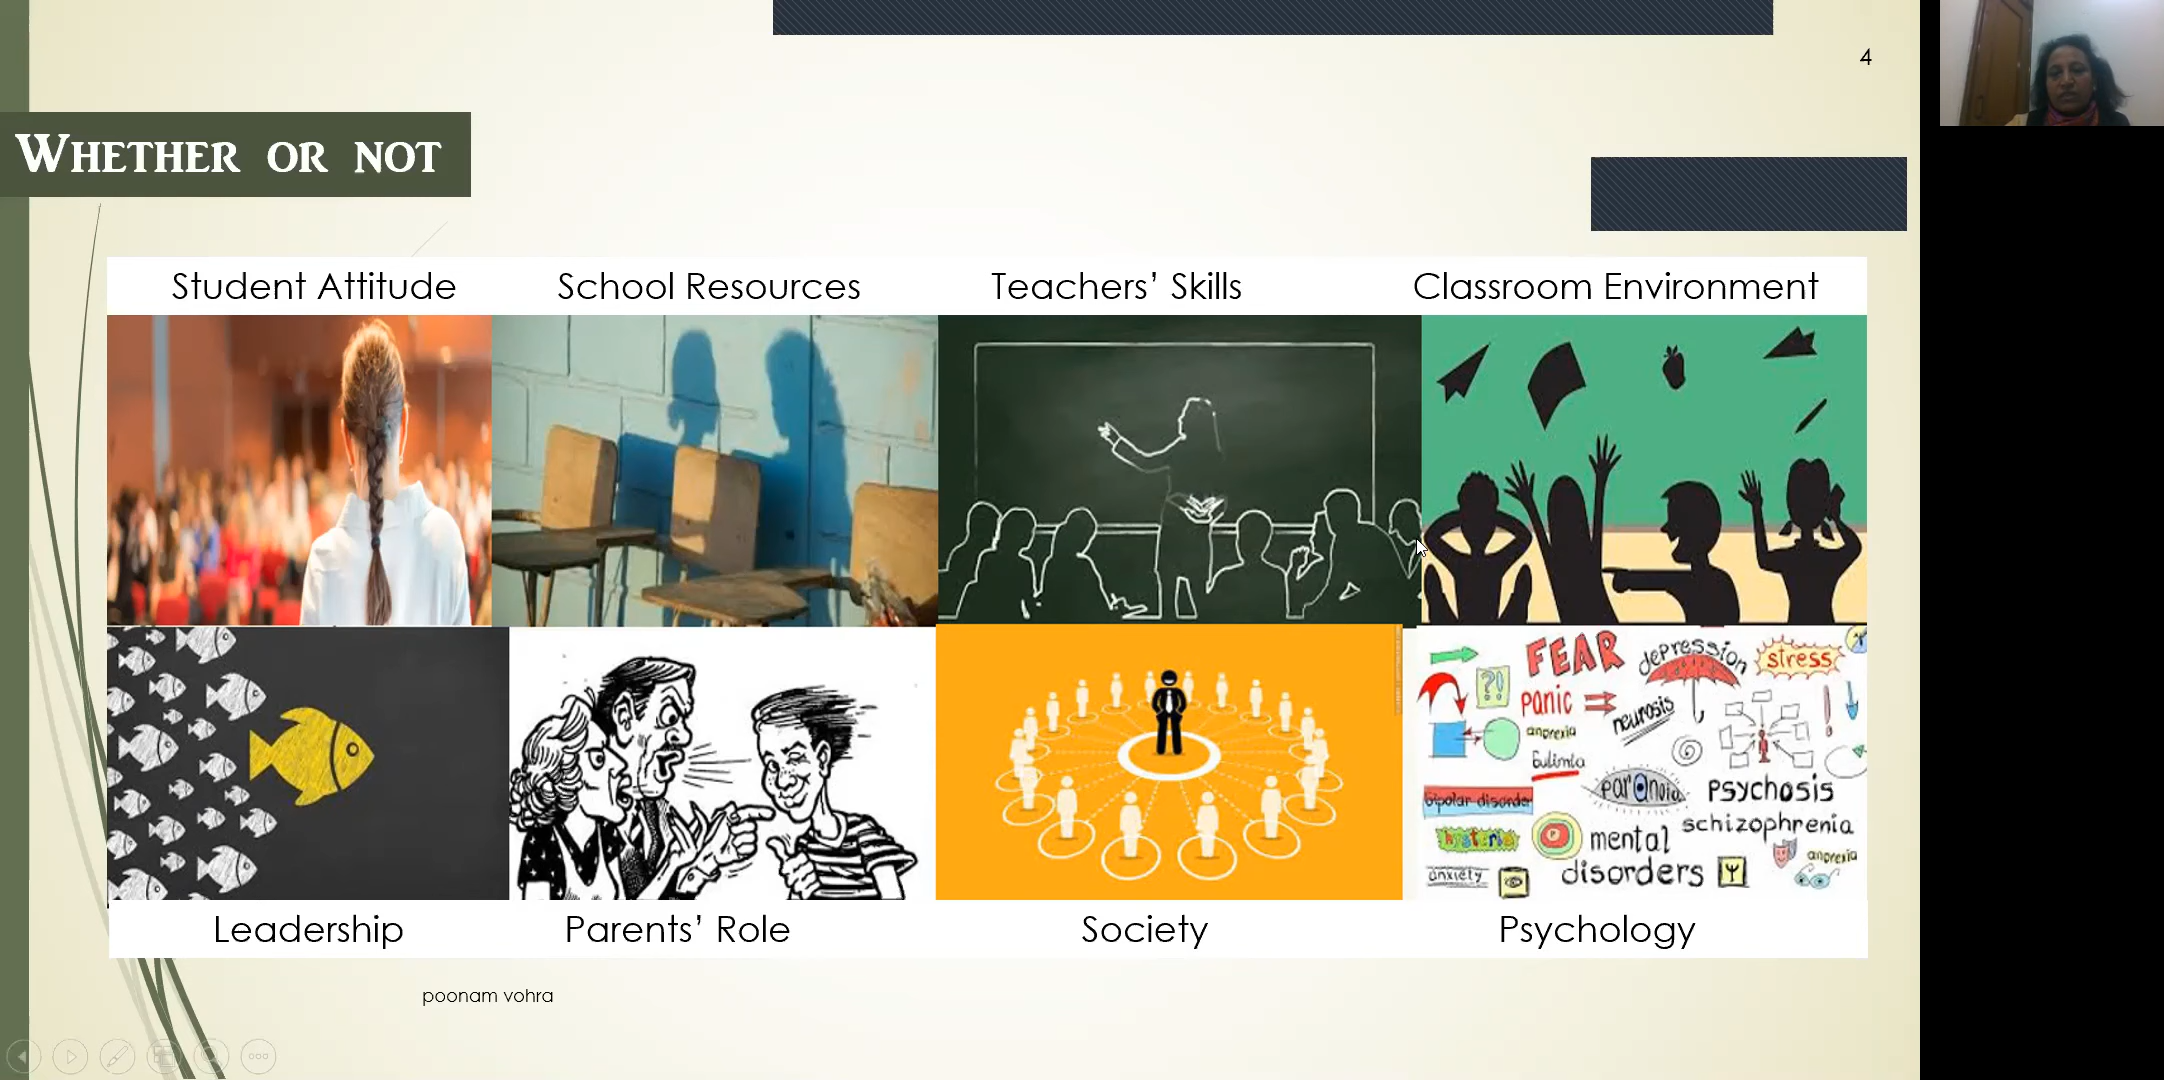 4
WHETHER OR NOT
Student Attitude
School Resources
Teachers’ Skills
Classroom Environment
FEAR
depression
stress
?!
panic
neurosis
anorexia
bulimia
paranoia
psychosis
bipolar disorder
schizophrenia
hysteria
mental
disorders
anorexia
anxiety
Leadership
Parents’ Role
Society
Psychology
poonam vohra